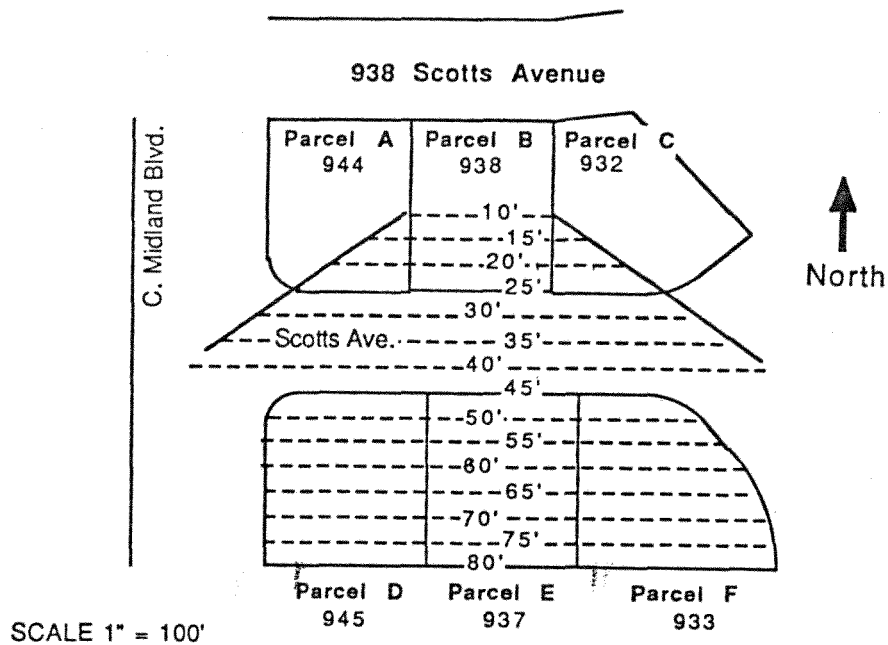 938 Scotts Avenue
C. Midland Blvd.
Parcel A
944
Parcel B
938
Parcel C
932
North
10'
15'
20'
25'
30'
Scotts Ave.
35'
40'
45'
50'
55'
60'
65'
70'
75'
80'
Parcel D
945
Parcel E
937
Parcel F
933
SCALE 1" = 100'